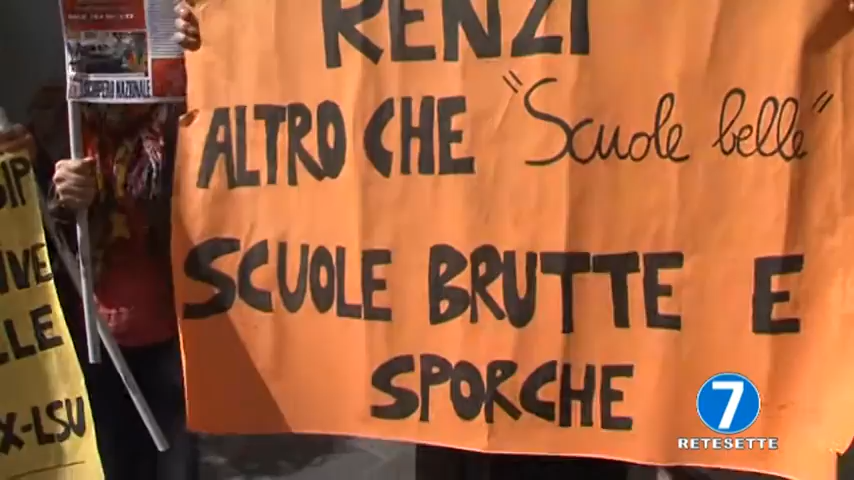 RENZI
ALTRO CHE "Scuole belle"
SCUOLE BRUTTE E
SPORCHE
SCIOPERO NAZIONALE
X-LSU
7
RETESETTE